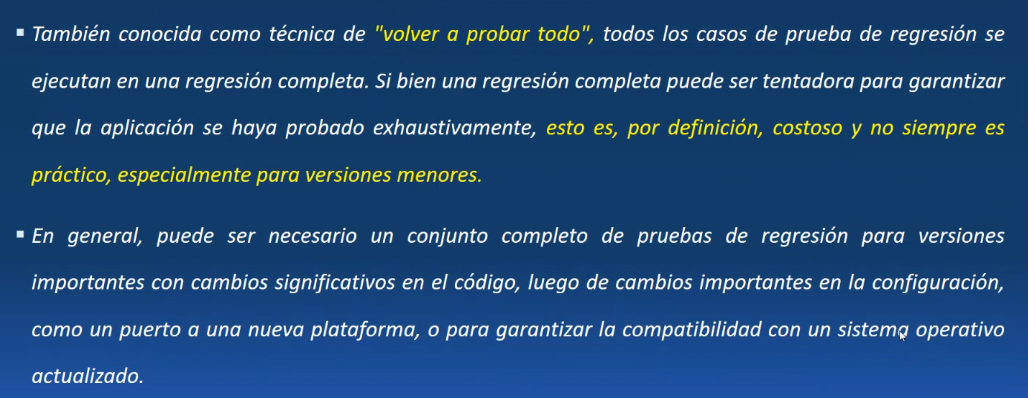 ▪ También conocida como técnica de "volver a probar todo", todos los casos de prueba de regresión se
ejecutan en una regresión completa. Si bien una regresión completa puede ser tentadora para garantizar
que la aplicación se haya probado exhaustivamente, esto es, por definición, costoso y no siempre es
práctico, especialmente para versiones menores.
▪ En general, puede ser necesario un conjunto completo de pruebas de regresión para versiones
importantes con cambios significativos en el código, luego de cambios importantes en la configuración,
como un puerto a una nueva plataforma, o para garantizar la compatibilidad con un sistema operativo
actualizado.